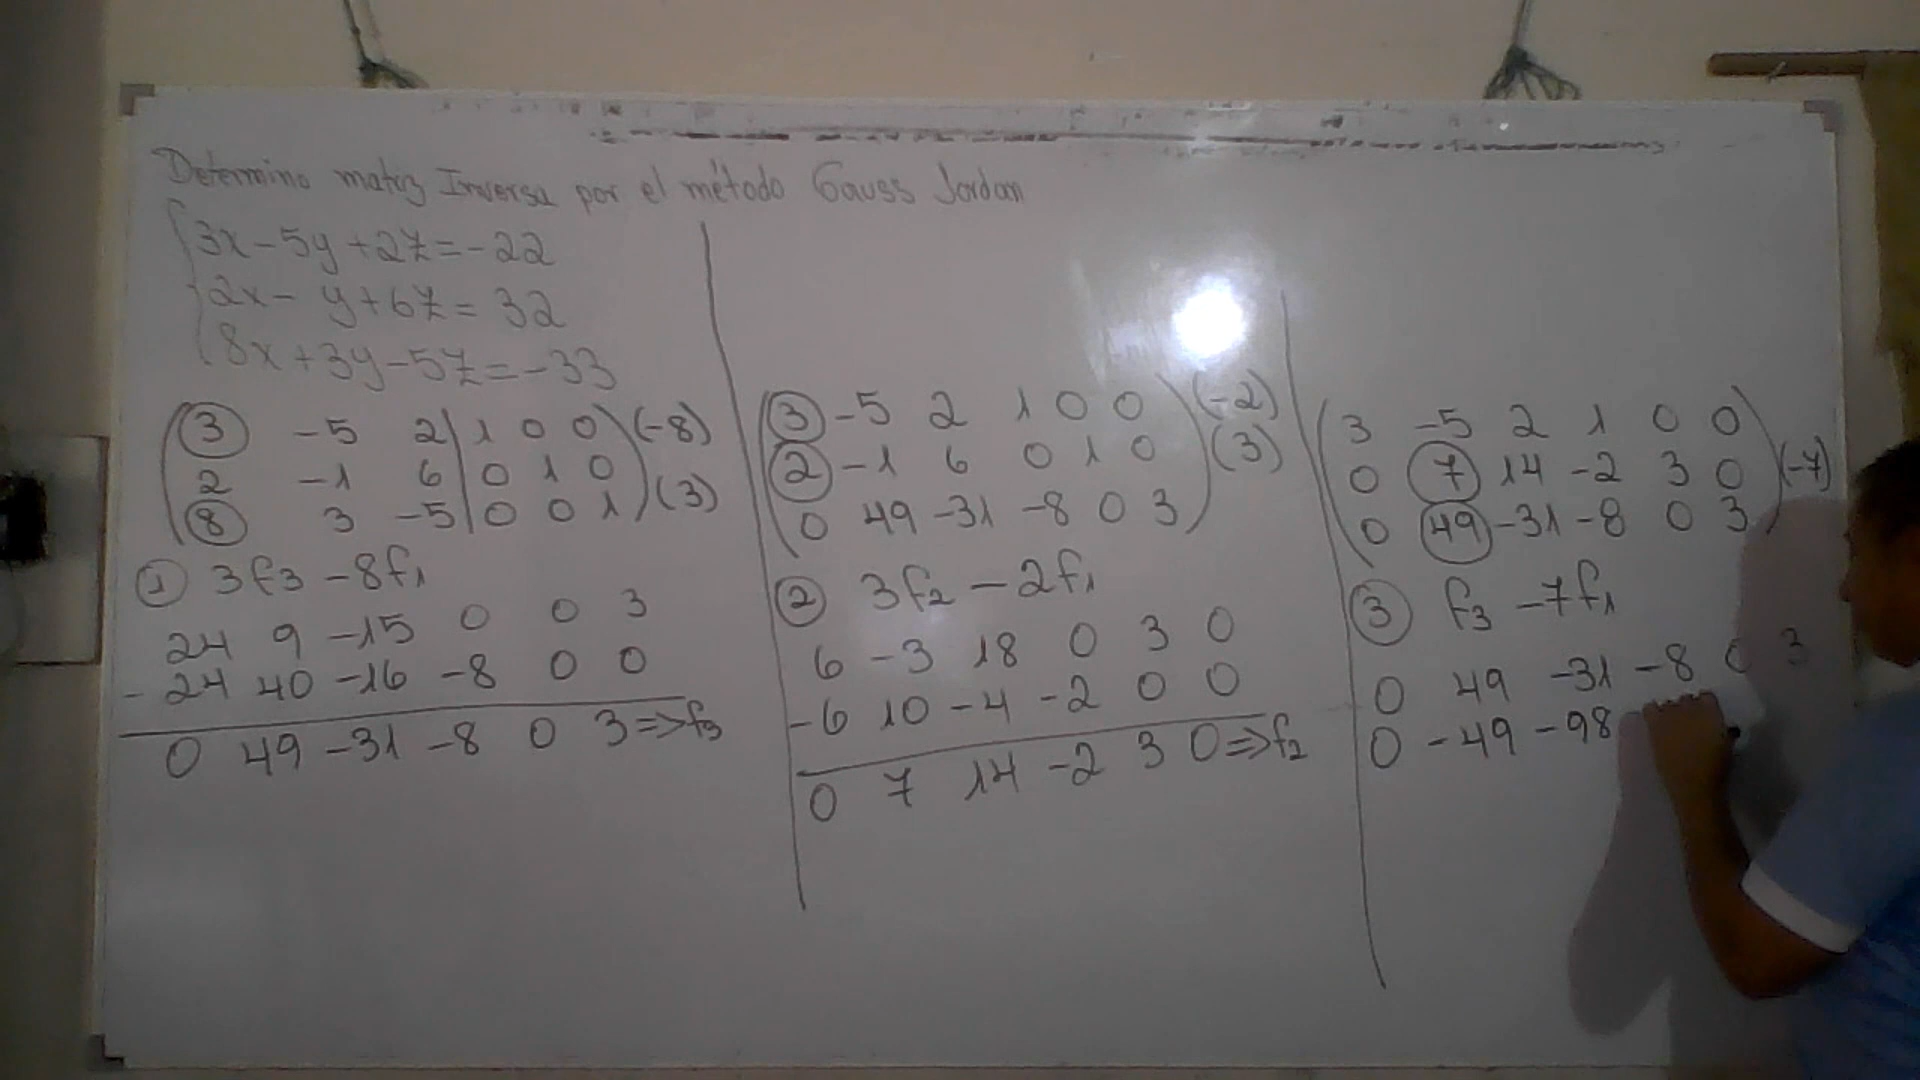 Determino matriz Inversa por el método Gauss Jordan
3x-5y+2z=-22
2x- y+6z= 32
8x+3y-5z=-33
3 -5 2 | 1 0 0 (-8)
2 -1 6 | 0 1 0
8 3 -5 | 0 0 1 (3)
① 3f3 -8f1
24 9 -15 0 0 3
-24 40 -16 -8 0 0
0 49 -31 -8 0 3 => f3
3 -5 2 1 0 0 (-2)
2 -1 6 0 1 0 (3)
0 49 -31 -8 0 3
② 3f2 -2f1
6 -3 18 0 3 0
-6 10 -4 -2 0 0
0 7 14 -2 3 0 => f2
3 -5 2 1 0 0
0 7 14 -2 3 0 (-7)
0 49 -31 -8 0 3
③ f3 -7f1
0 49 -31 -8 0 3
0 -49 -98